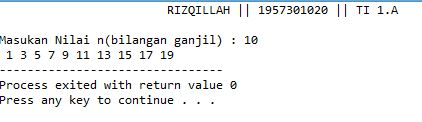 RIZQILLAH || 1957301020 || TI 1.A
Masukan Nilai n(bilangan ganjil) : 10
1 3 5 7 9 11 13 15 17 19
--------------------------------
Process exited with return value 0
Press any key to continue . . .